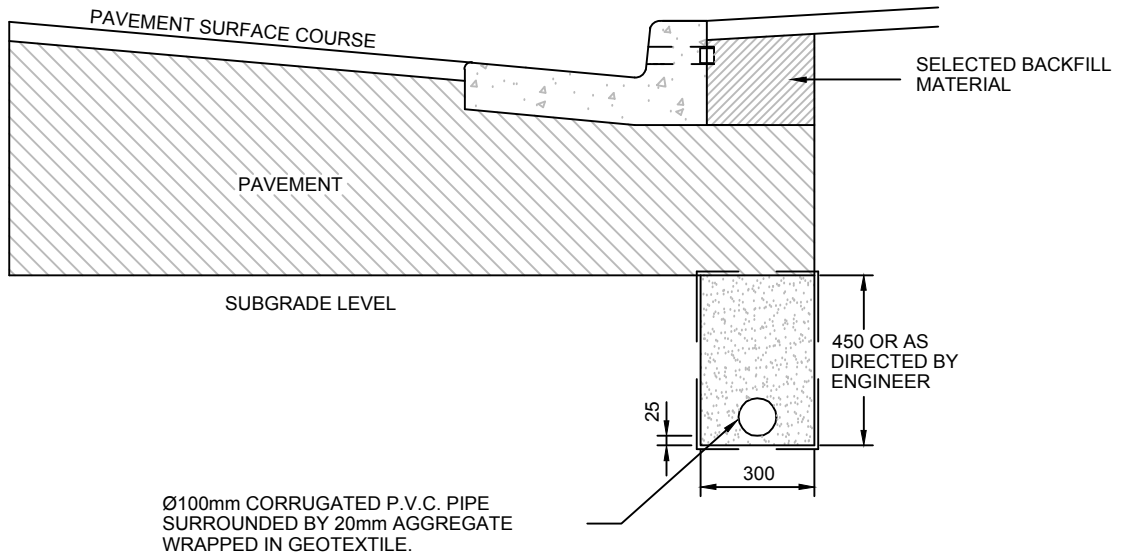 PAVEMENT SURFACE COURSE
SELECTED BACKFILL
MATERIAL
PAVEMENT
SUBGRADE LEVEL
450 OR AS
DIRECTED BY
ENGINEER
25
300
Ø100mm CORRUGATED P.V.C. PIPE
SURROUNDED BY 20mm AGGREGATE
WRAPPED IN GEOTEXTILE.